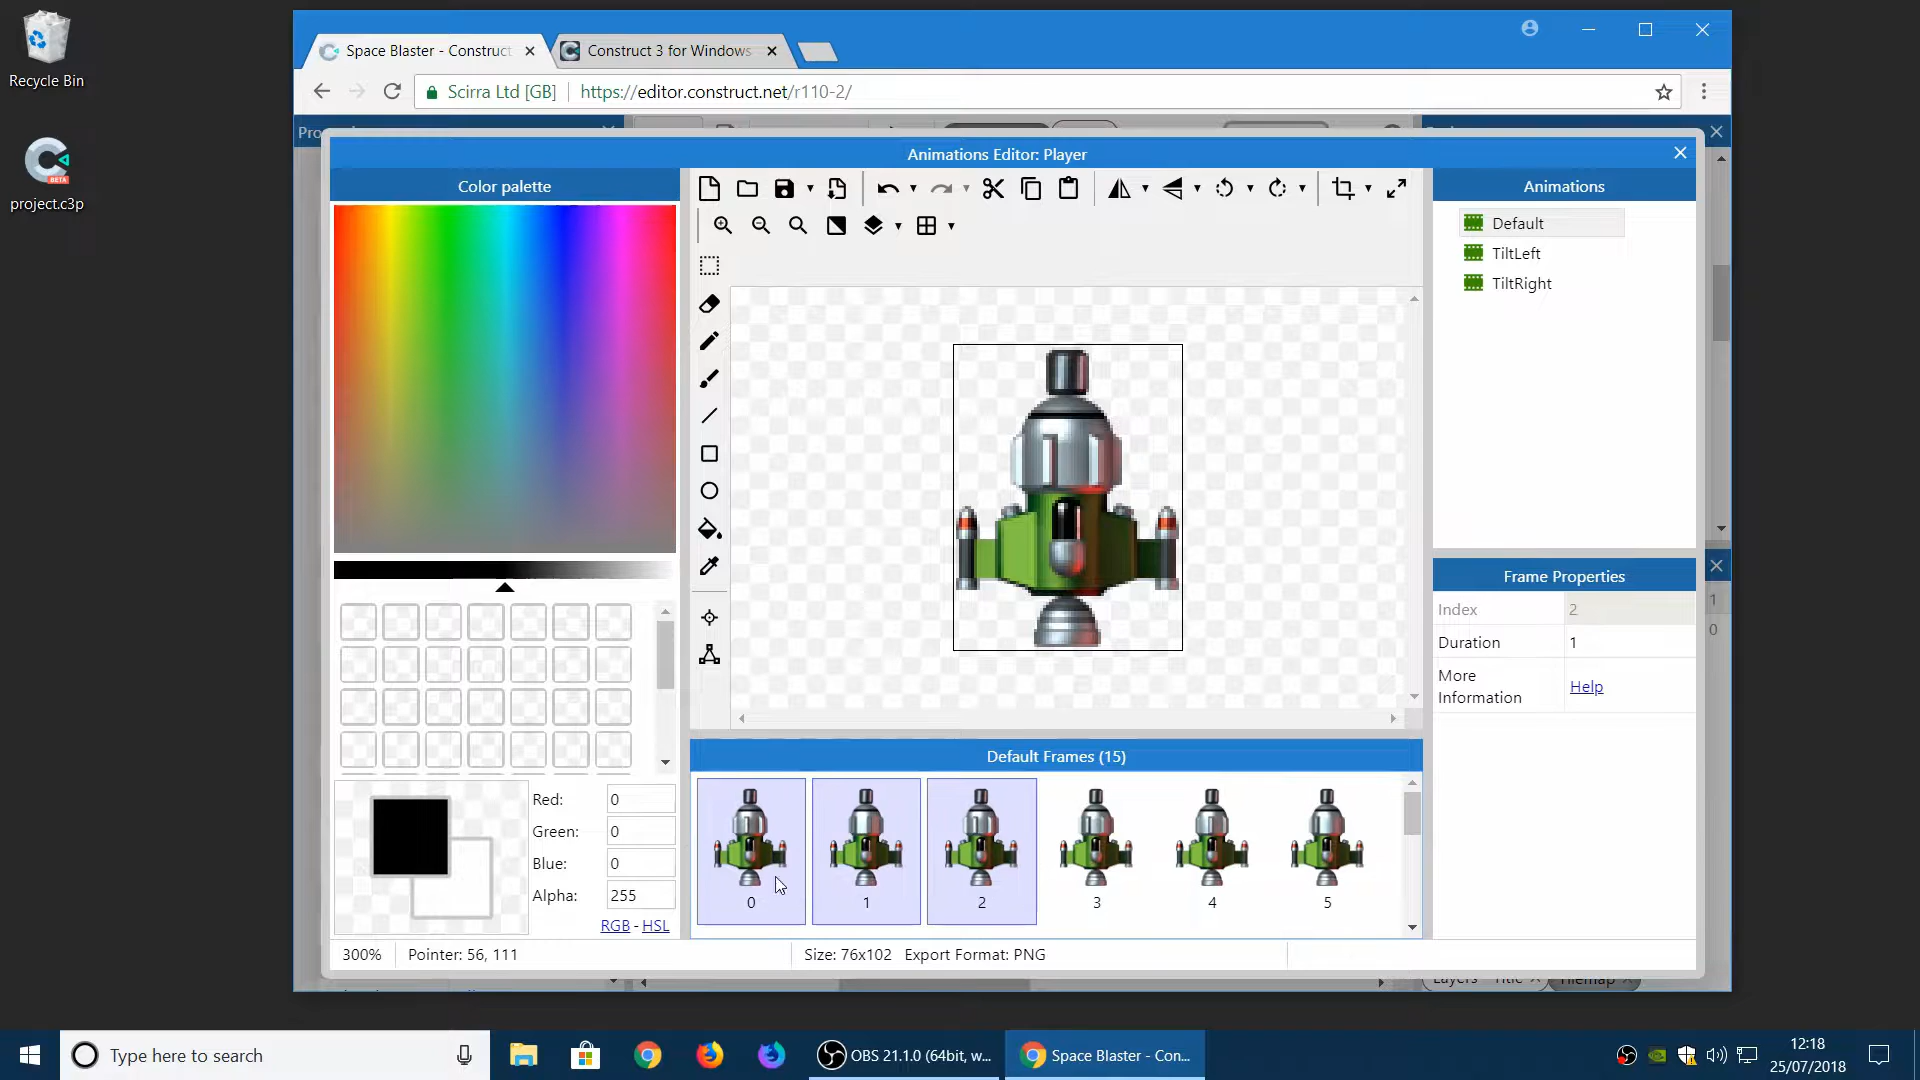 Recycle Bin
project.c3p
BETA
Space Blaster - Construct
Construct 3 for Windows
Scirra Ltd [GB]
https://editor.construct.net/r110-2/
Animations Editor: Player
Color palette
Animations
Default
TiltLeft
TiltRight
Frame Properties
Index 2
Duration 1
More Information Help
1
0
Default Frames (15)
0 1 2 3 4 5
Red: 0
Green: 0
Blue: 0
Alpha: 255
RGB - HSL
300% Pointer: 56, 111 Size: 76x102 Export Format: PNG
Type here to search
OBS 21.1.0 (64bit, w...
Space Blaster - Con...
12:18
25/07/2018